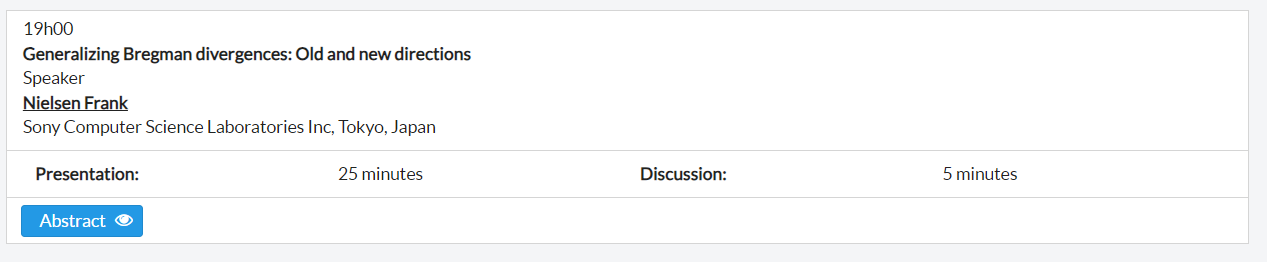 19h00
Generalizing Bregman divergences: Old and new directions
Speaker
Nielsen Frank
Sony Computer Science Laboratories Inc, Tokyo, Japan
Presentation: 25 minutes Discussion: 5 minutes
Abstract